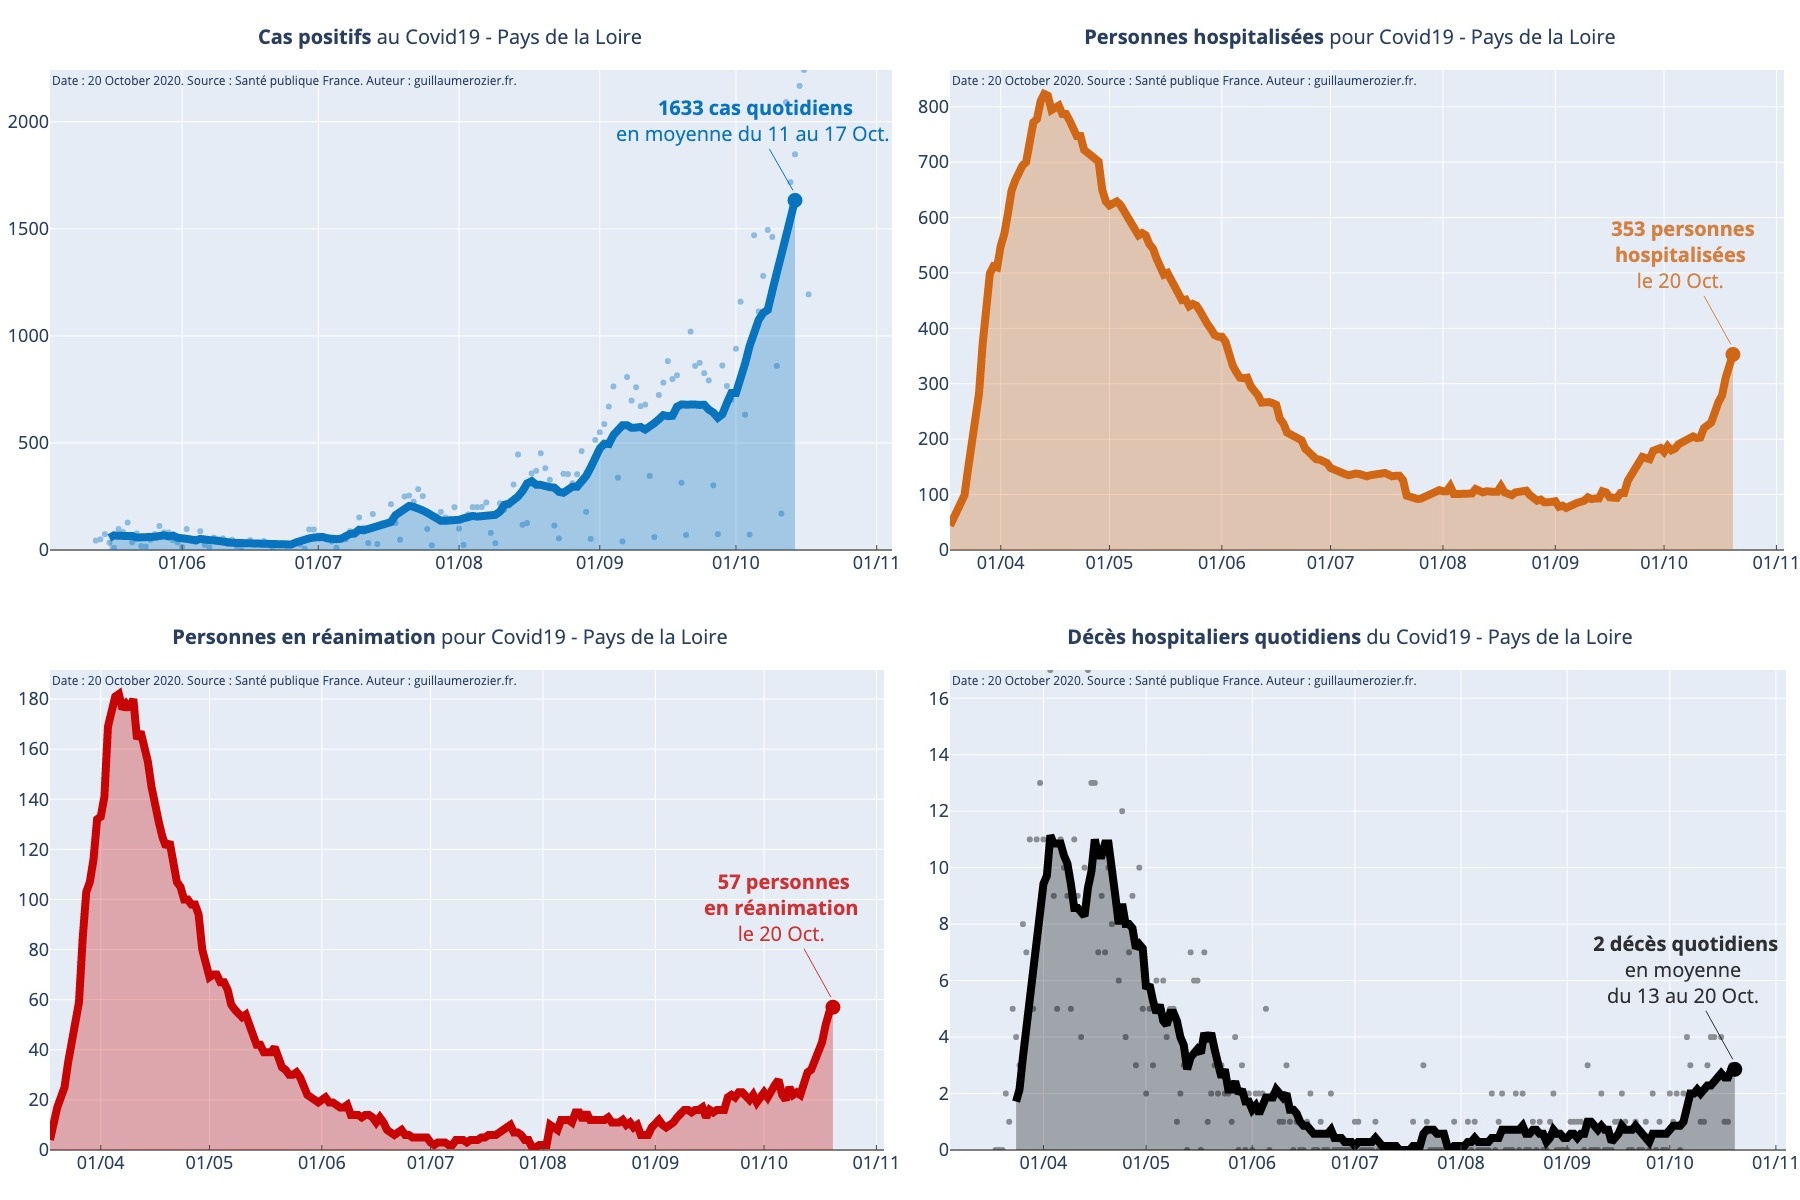 Cas positifs au Covid19 - Pays de la Loire
Date : 20 October 2020. Source : Santé publique France. Auteur : guillaumerozier.fr.
1633 cas quotidiens
en moyenne du 11 au 17 Oct.
2000
1500
1000
500
0
01/06 01/07 01/08 01/09 01/10 01/11
Personnes hospitalisées pour Covid19 - Pays de la Loire
Date : 20 October 2020. Source : Santé publique France. Auteur : guillaumerozier.fr.
800
700
600
500
400
300
200
100
0
353 personnes
hospitalisées
le 20 Oct.
01/04 01/05 01/06 01/07 01/08 01/09 01/10 01/11
Personnes en réanimation pour Covid19 - Pays de la Loire
Date : 20 October 2020. Source : Santé publique France. Auteur : guillaumerozier.fr.
180
160
140
120
100
80
60
40
20
0
57 personnes
en réanimation
le 20 Oct.
01/04 01/05 01/06 01/07 01/08 01/09 01/10 01/11
Décès hospitaliers quotidiens du Covid19 - Pays de la Loire
Date : 20 October 2020. Source : Santé publique France. Auteur : guillaumerozier.fr.
16
14
12
10
8
6
4
2
0
2 décès quotidiens
en moyenne
du 13 au 20 Oct.
01/04 01/05 01/06 01/07 01/08 01/09 01/10 01/11